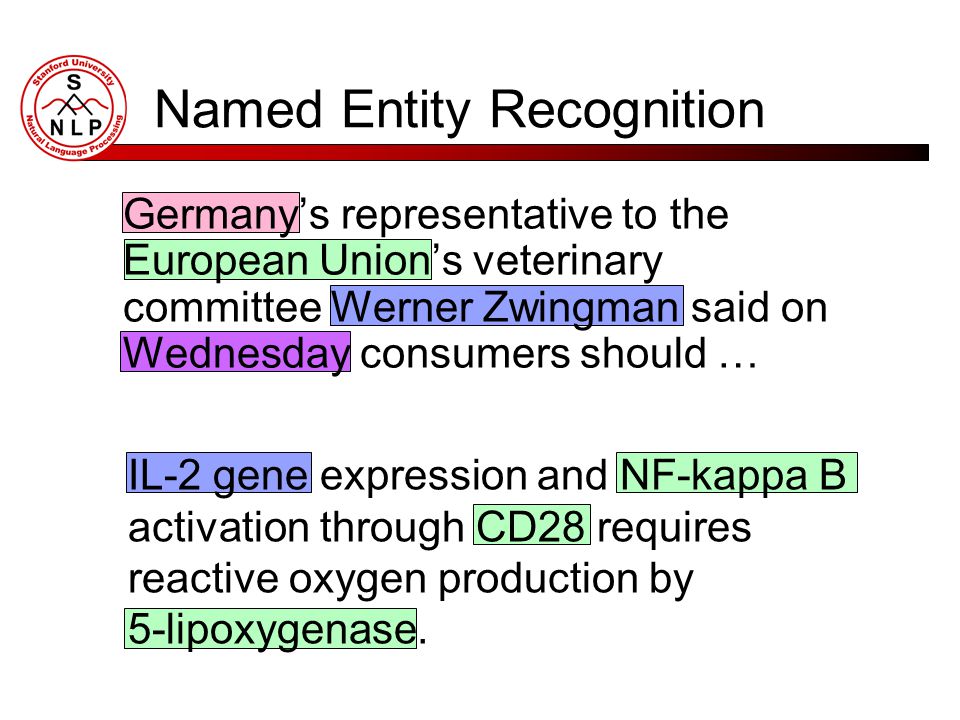 Stanford University
S
N L P
Natural Language Processing
Named Entity Recognition
Germany’s representative to the
European Union’s veterinary
committee Werner Zwingman said on
Wednesday consumers should …
IL-2 gene expression and NF-kappa B
activation through CD28 requires
reactive oxygen production by
5-lipoxygenase.